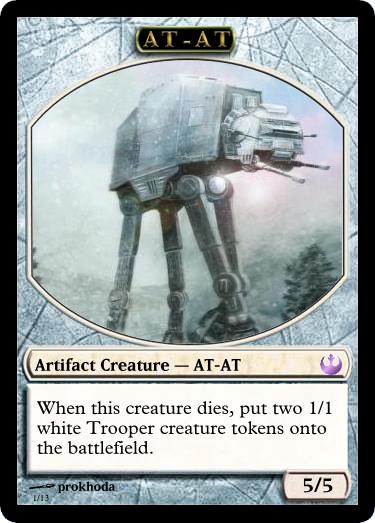 AT-AT
Artifact Creature — AT-AT
When this creature dies, put two 1/1
white Trooper creature tokens onto
the battlefield.
5/5
prokhoda
1/13